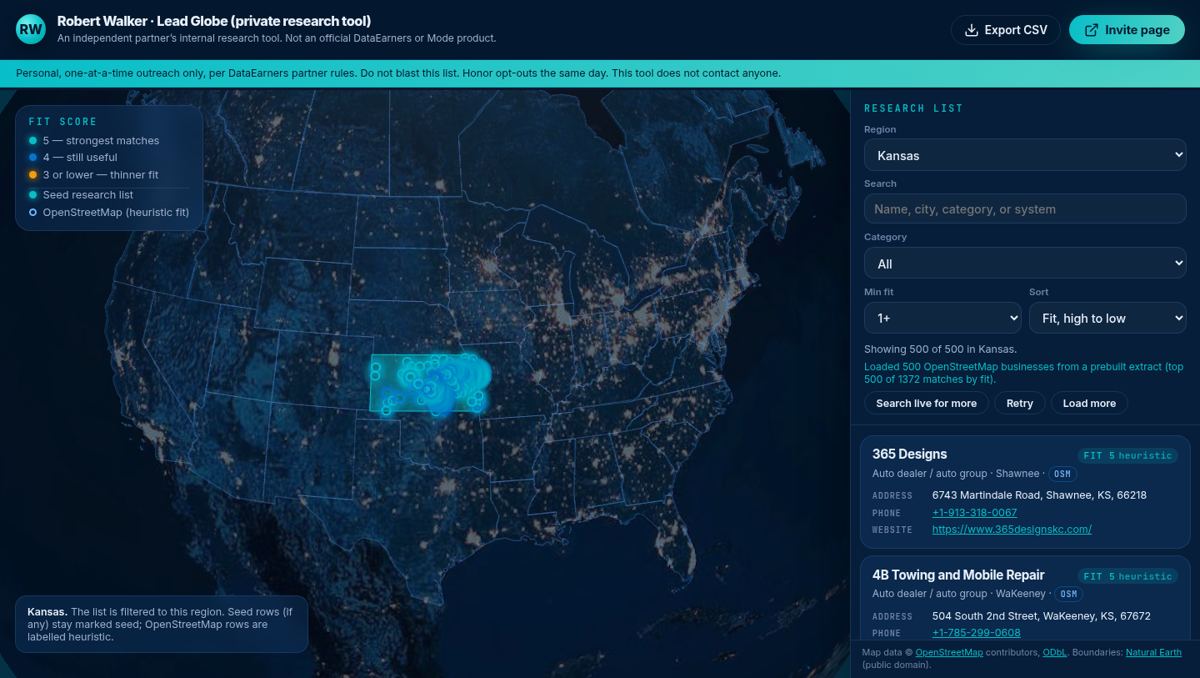 RW
Robert Walker · Lead Globe (private research tool)
An independent partner's internal research tool. Not an official DataEarners or Mode product.
Export CSV
Invite page
Personal, one-at-a-time outreach only, per DataEarners partner rules. Do not blast this list. Honor opt-outs the same day. This tool does not contact anyone.
FIT SCORE
5 — strongest matches
4 — still useful
3 or lower — thinner fit
Seed research list
OpenStreetMap (heuristic fit)
Kansas. The list is filtered to this region. Seed rows (if
any) stay marked seed; OpenStreetMap rows are
labelled heuristic.
RESEARCH LIST
Region
Kansas
Search
Name, city, category, or system
Category
All
Min fit
Sort
1+
Fit, high to low
Showing 500 of 500 in Kansas.
Loaded 500 OpenStreetMap businesses from a prebuilt extract (top
500 of 1372 matches by fit).
Search live for more
Retry
Load more
365 Designs
FIT 5 heuristic
Auto dealer / auto group · Shawnee · OSM
ADDRESS 6743 Martindale Road, Shawnee, KS, 66218
PHONE +1-913-318-0067
WEBSITE https://www.365designskc.com/
4B Towing and Mobile Repair
FIT 5 heuristic
Auto dealer / auto group · WaKeeney · OSM
ADDRESS 504 South 2nd Street, WaKeeney, KS, 67672
PHONE +1-785-299-0608
Map data © OpenStreetMap contributors, ODbL. Boundaries: Natural Earth
(public domain).